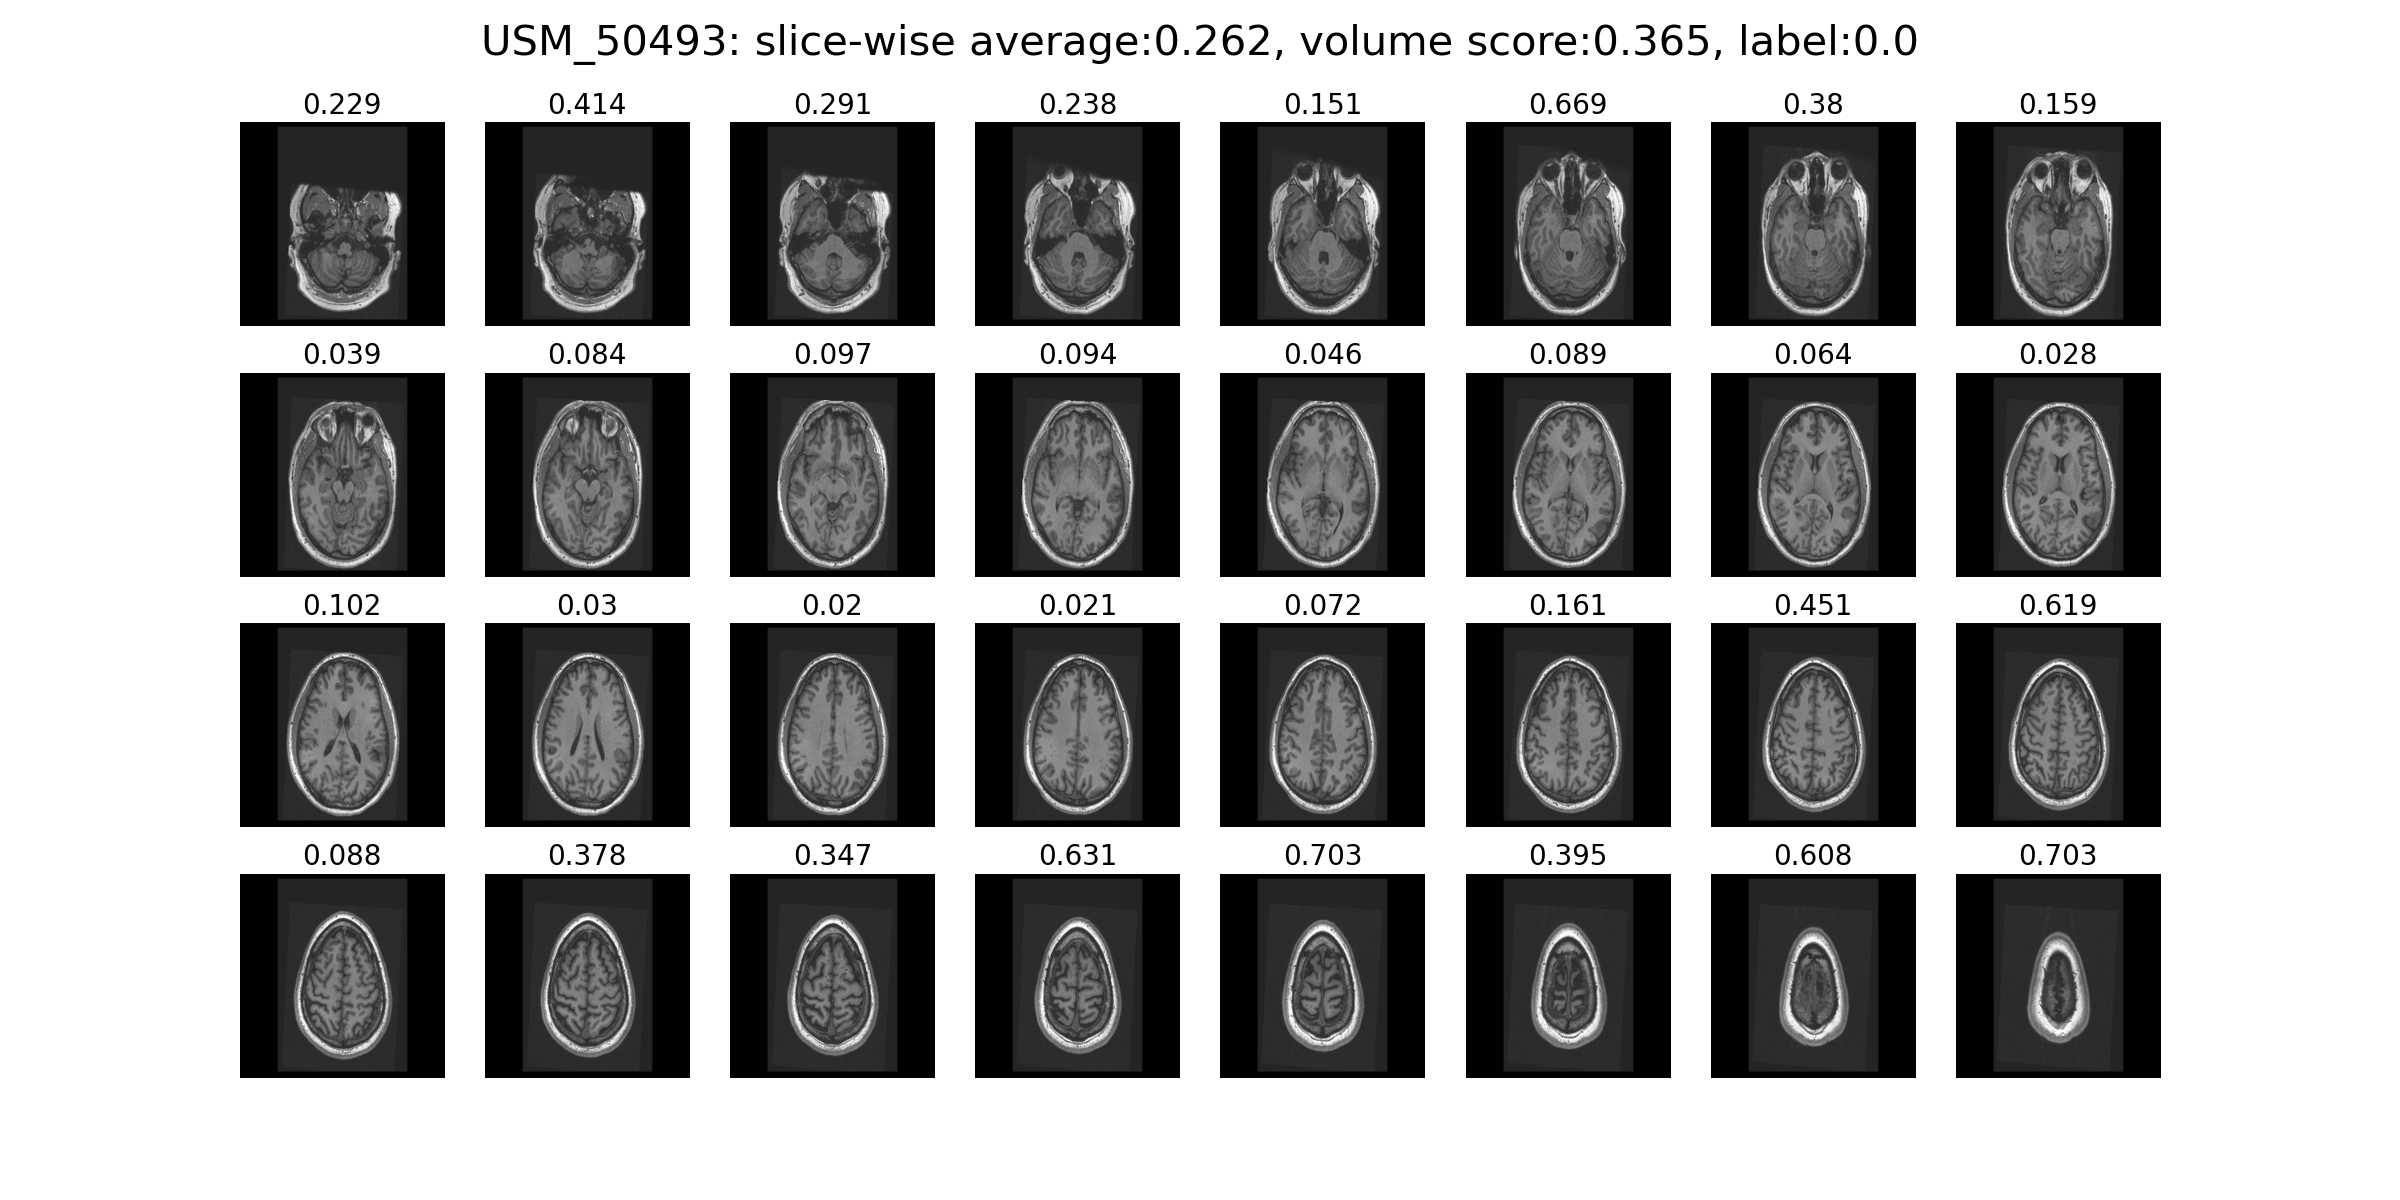 USM_50493: slice-wise average:0.262, volume score:0.365, label:0.0
0.229 0.414 0.291 0.238 0.151 0.669 0.38 0.159
0.039 0.084 0.097 0.094 0.046 0.089 0.064 0.028
0.102 0.03 0.02 0.021 0.072 0.161 0.451 0.619
0.088 0.378 0.347 0.631 0.703 0.395 0.608 0.703